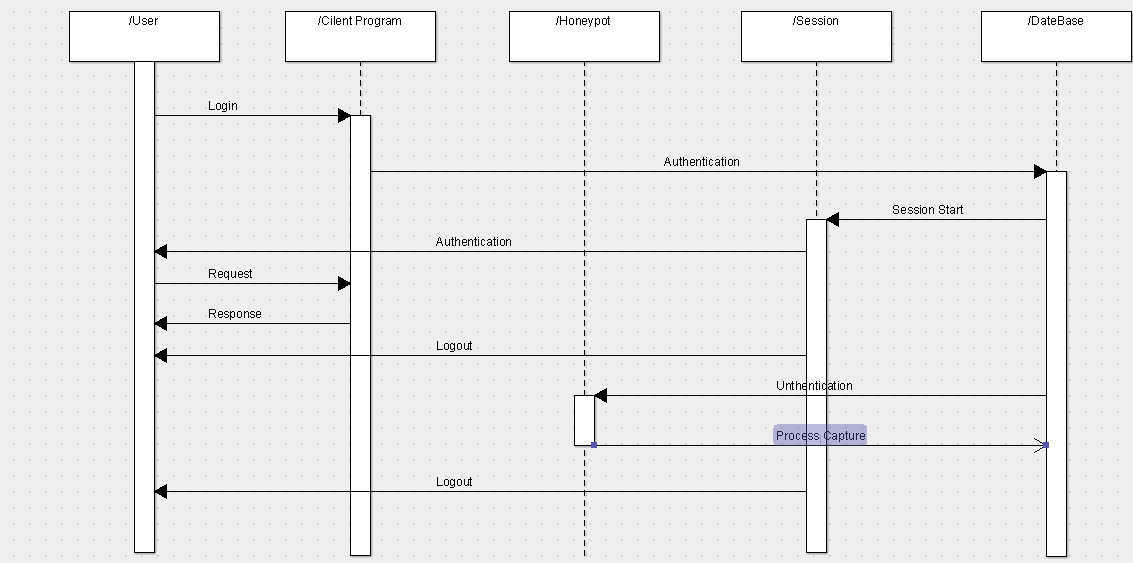 /User
/Cilent Program
/Honeypot
/Session
/DateBase
Login
Authentication
Session Start
Authentication
Request
Response
Logout
Unthentication
Process Capture
Logout